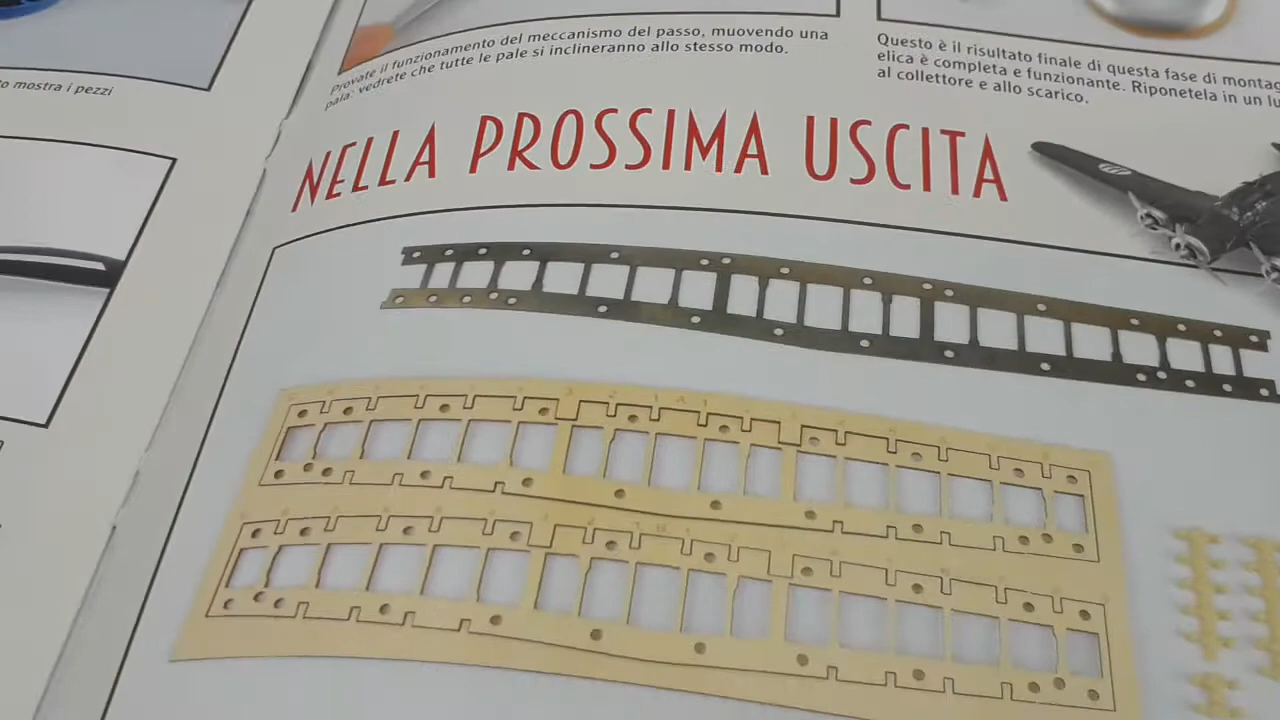 to mostra i pezzi
Provate il funzionamento del meccanismo del passo, muovendo una
pala: vedrete che tutte le pale si inclineranno allo stesso modo.
Questo è il risultato finale di questa fase di
elica è completa e funzionante. Riponetela in un
al collettore e allo scarico.
NELLA PROSSIMA USCITA